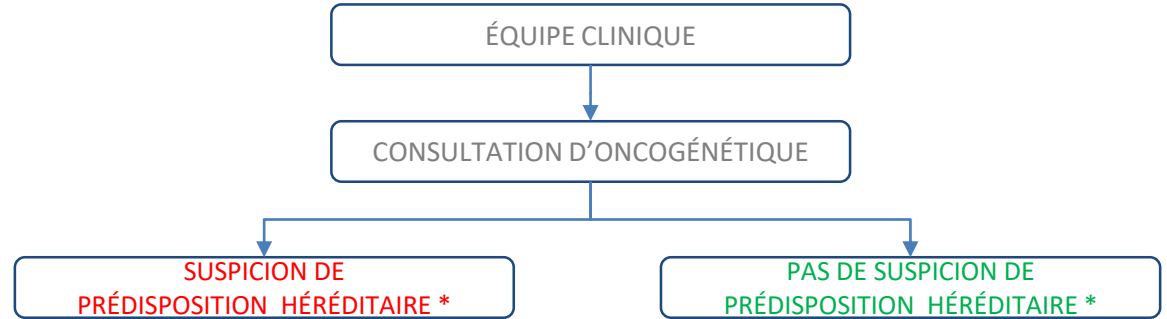 ÉQUIPE CLINIQUE
CONSULTATION D’ONCOGÉNÉTIQUE
SUSPICION DE
PRÉDISPOSITION HÉRÉDITAIRE *
PAS DE SUSPICION DE
PRÉDISPOSITION HÉRÉDITAIRE *